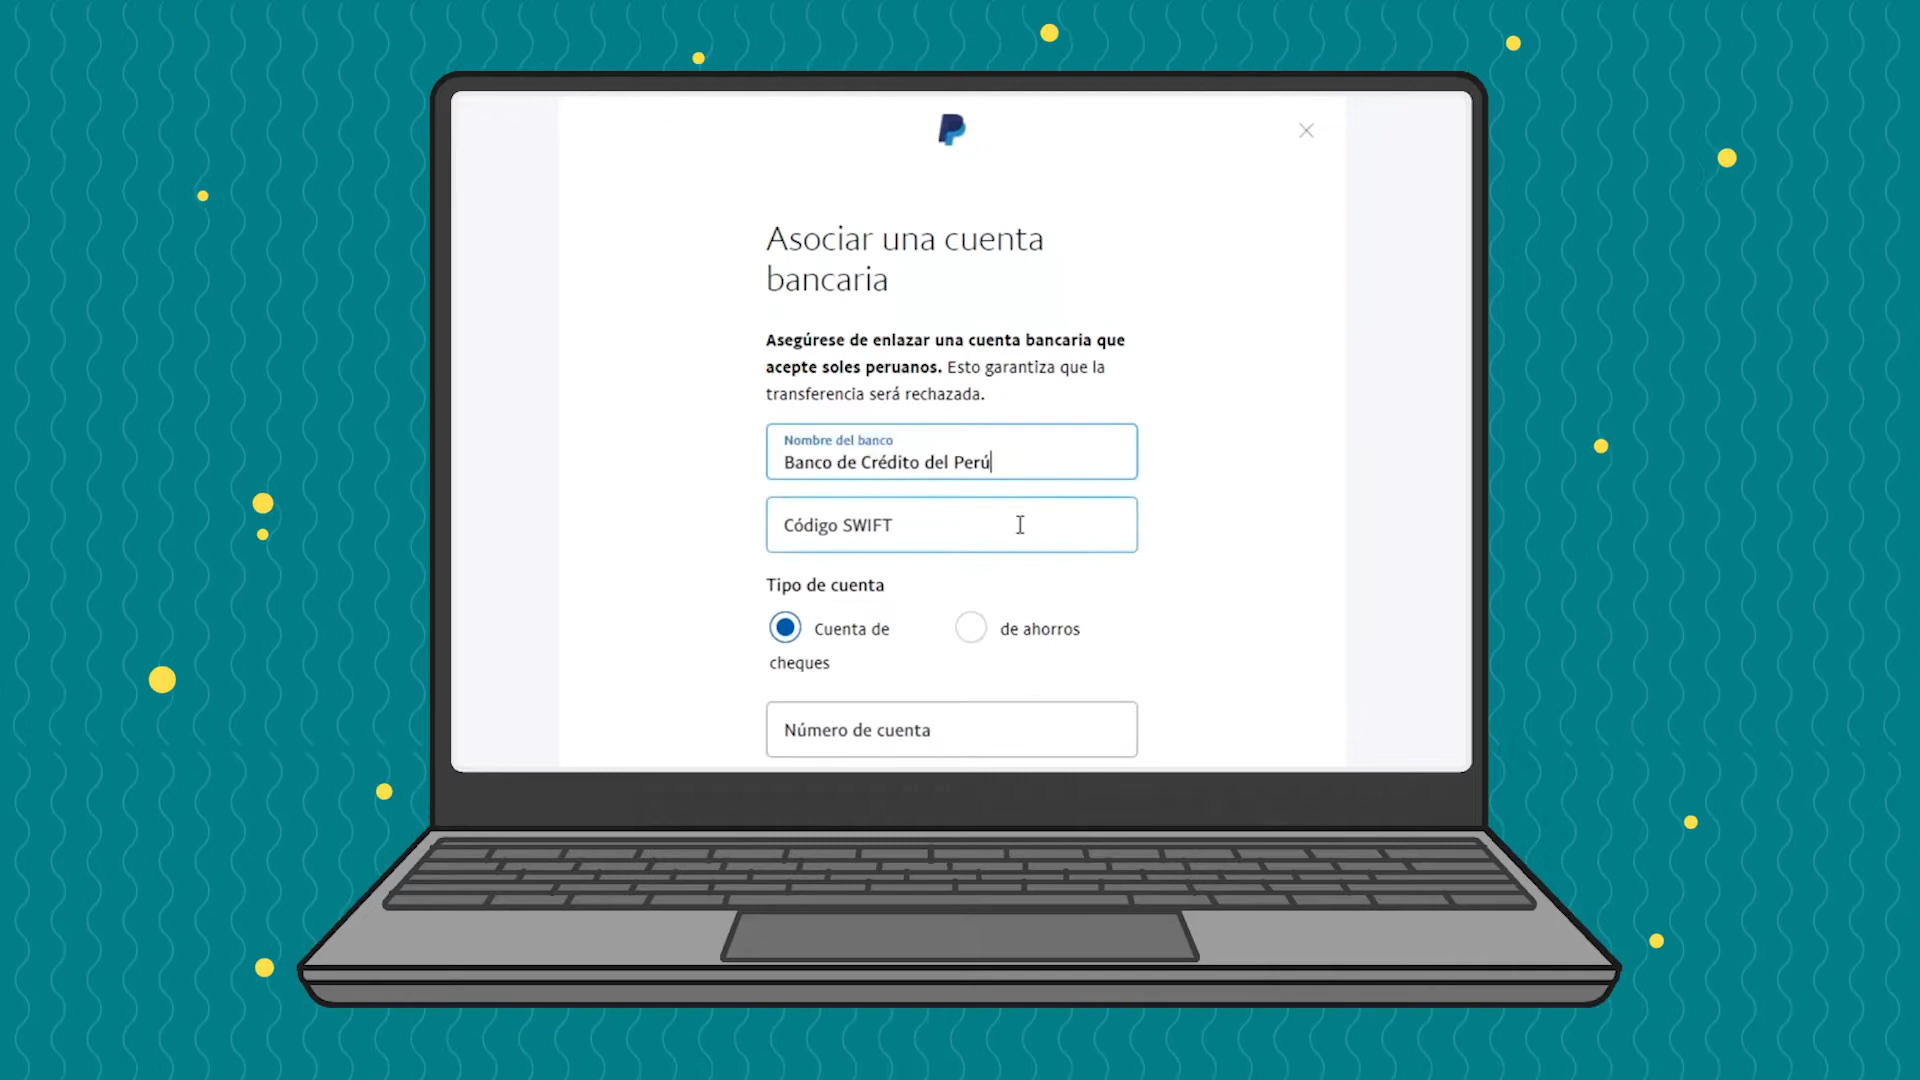 Asociar una cuenta
bancaria
Asegúrese de enlazar una cuenta bancaria que
acepte soles peruanos. Esto garantiza que la
transferencia será rechazada.
Nombre del banco
Banco de Crédito del Perú
Código SWIFT
Tipo de cuenta
Cuenta de de ahorros
cheques
Número de cuenta